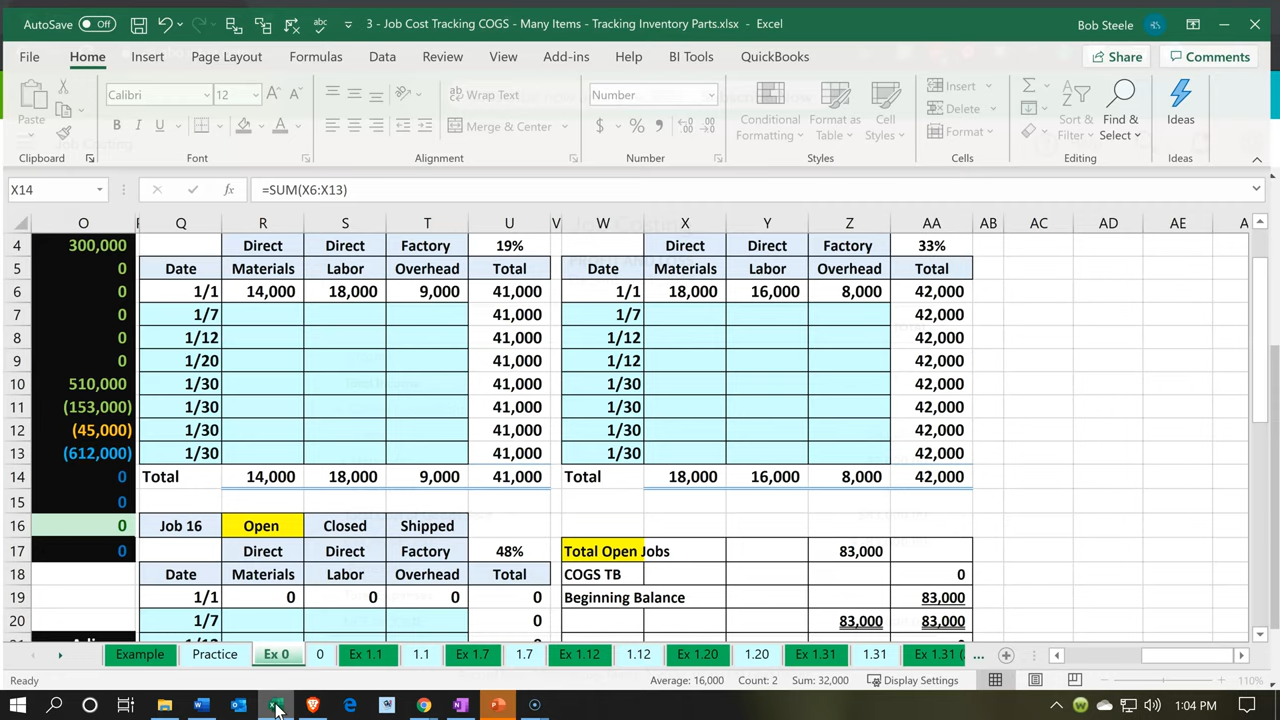 AutoSave Off 3 - Job Cost Tracking COGS - Many Items - Tracking Inventory Parts.xlsx - Excel Bob Steele
File Home Insert Page Layout Formulas Data Review View Add-ins Help BI Tools QuickBooks Share Comments
Paste Calibri 12 Wrap Text Number Conditional Formatting Format as Table Cell Styles Insert Sort & Filter Find & Select Ideas
B I U Merge & Center $ % Delete
Format
Clipboard Font Alignment Number Styles Cells Editing Ideas
X14 fx =SUM(X6:X13)
O Q R S T U V W X Y Z AA AB AC AD AE A
4 300,000 Direct Direct Factory 19% Direct Direct Factory 33%
5 0 Date Materials Labor Overhead Total Date Materials Labor Overhead Total
6 0 1/1 14,000 18,000 9,000 41,000 1/1 18,000 16,000 8,000 42,000
7 0 1/7 41,000 1/7 42,000
8 0 1/12 41,000 1/12 42,000
9 0 1/20 41,000 1/12 42,000
10 510,000 1/30 41,000 1/30 42,000
11 (153,000) 1/30 41,000 1/30 42,000
12 (45,000) 1/30 41,000 1/30 42,000
13 (612,000) 1/30 41,000 1/30 42,000
14 0 Total 14,000 18,000 9,000 41,000 Total 18,000 16,000 8,000 42,000
15 0
16 0 Job 16 Open Closed Shipped
17 0 Direct Direct Factory 48% Total Open Jobs 83,000
18 Date Materials Labor Overhead Total COGS TB 0
19 1/1 0 0 0 0 Beginning Balance 83,000
20 1/7 0 83,000 83,000
Example Practice Ex 0 0 Ex 1.1 1.1 Ex 1.7 1.7 Ex 1.12 1.12 Ex 1.20 1.20 Ex 1.31 1.31 Ex 1.31 ( ...
Ready Average: 16,000 Count: 2 Sum: 32,000 Display Settings 110%
1:04 PM